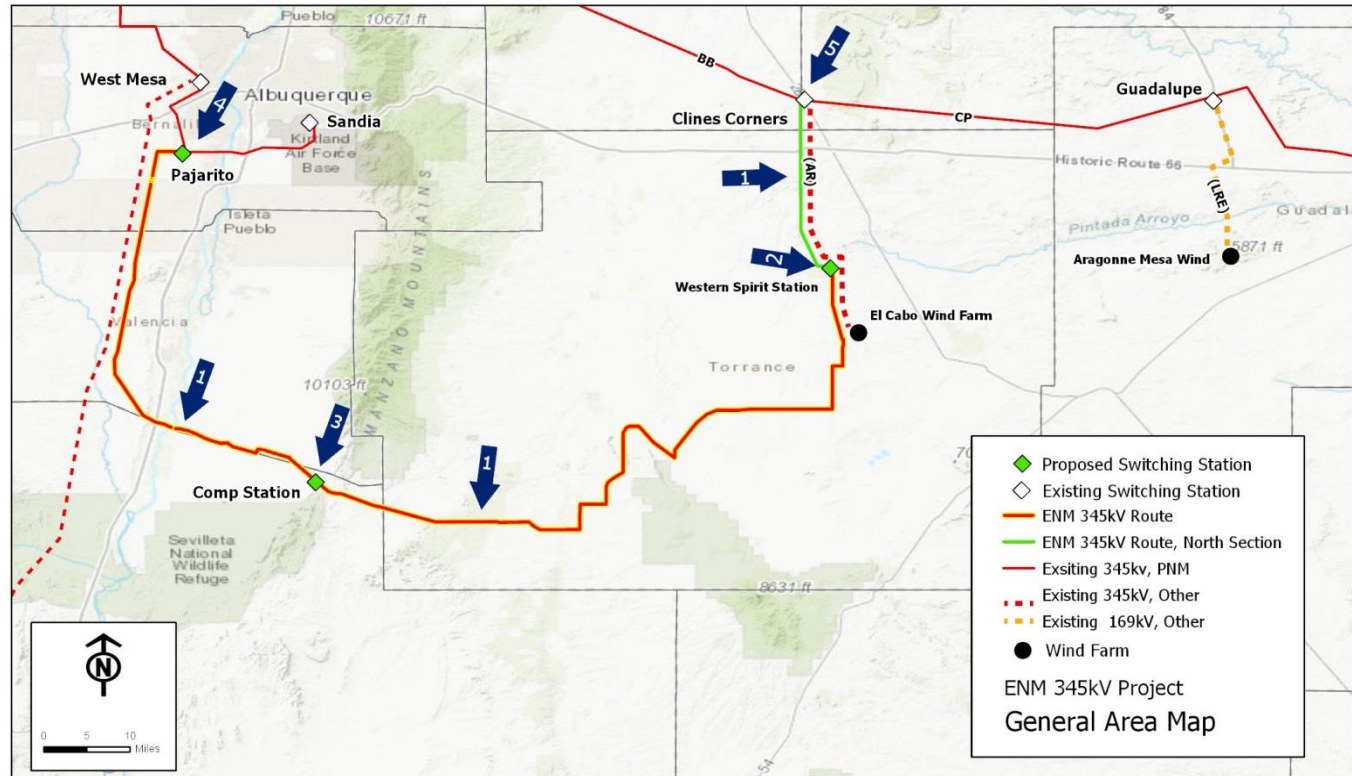 Pueblo
10671 ft
84
5
BB
West Mesa
Guadalupe
Albuquerque
4
Bernalil
Sandia
Clines Corners
CP
Kirtland
Air Force
Base
Pajarito
(AR)
Historic Route 66
1
MANZANO MOUNTAINS
(LRE)
Isleta
Pueblo
Pintada Arroyo
Guadal
5871 ft
2
Aragonne Mesa Wind
Western Spirit Station
El Cabo Wind Farm
Valencia
Torrance
1
10103 ft
3
1
Comp Station
Sevilleta
National
Wildlife
Refuge
8631 ft
Proposed Switching Station
Existing Switching Station
ENM 345kV Route
ENM 345kV Route, North Section
Exsiting 345kv, PNM
Existing 345kV, Other
Existing 169kV, Other
Wind Farm
ENM 345kV Project
General Area Map
N
0 5 10
Miles
54